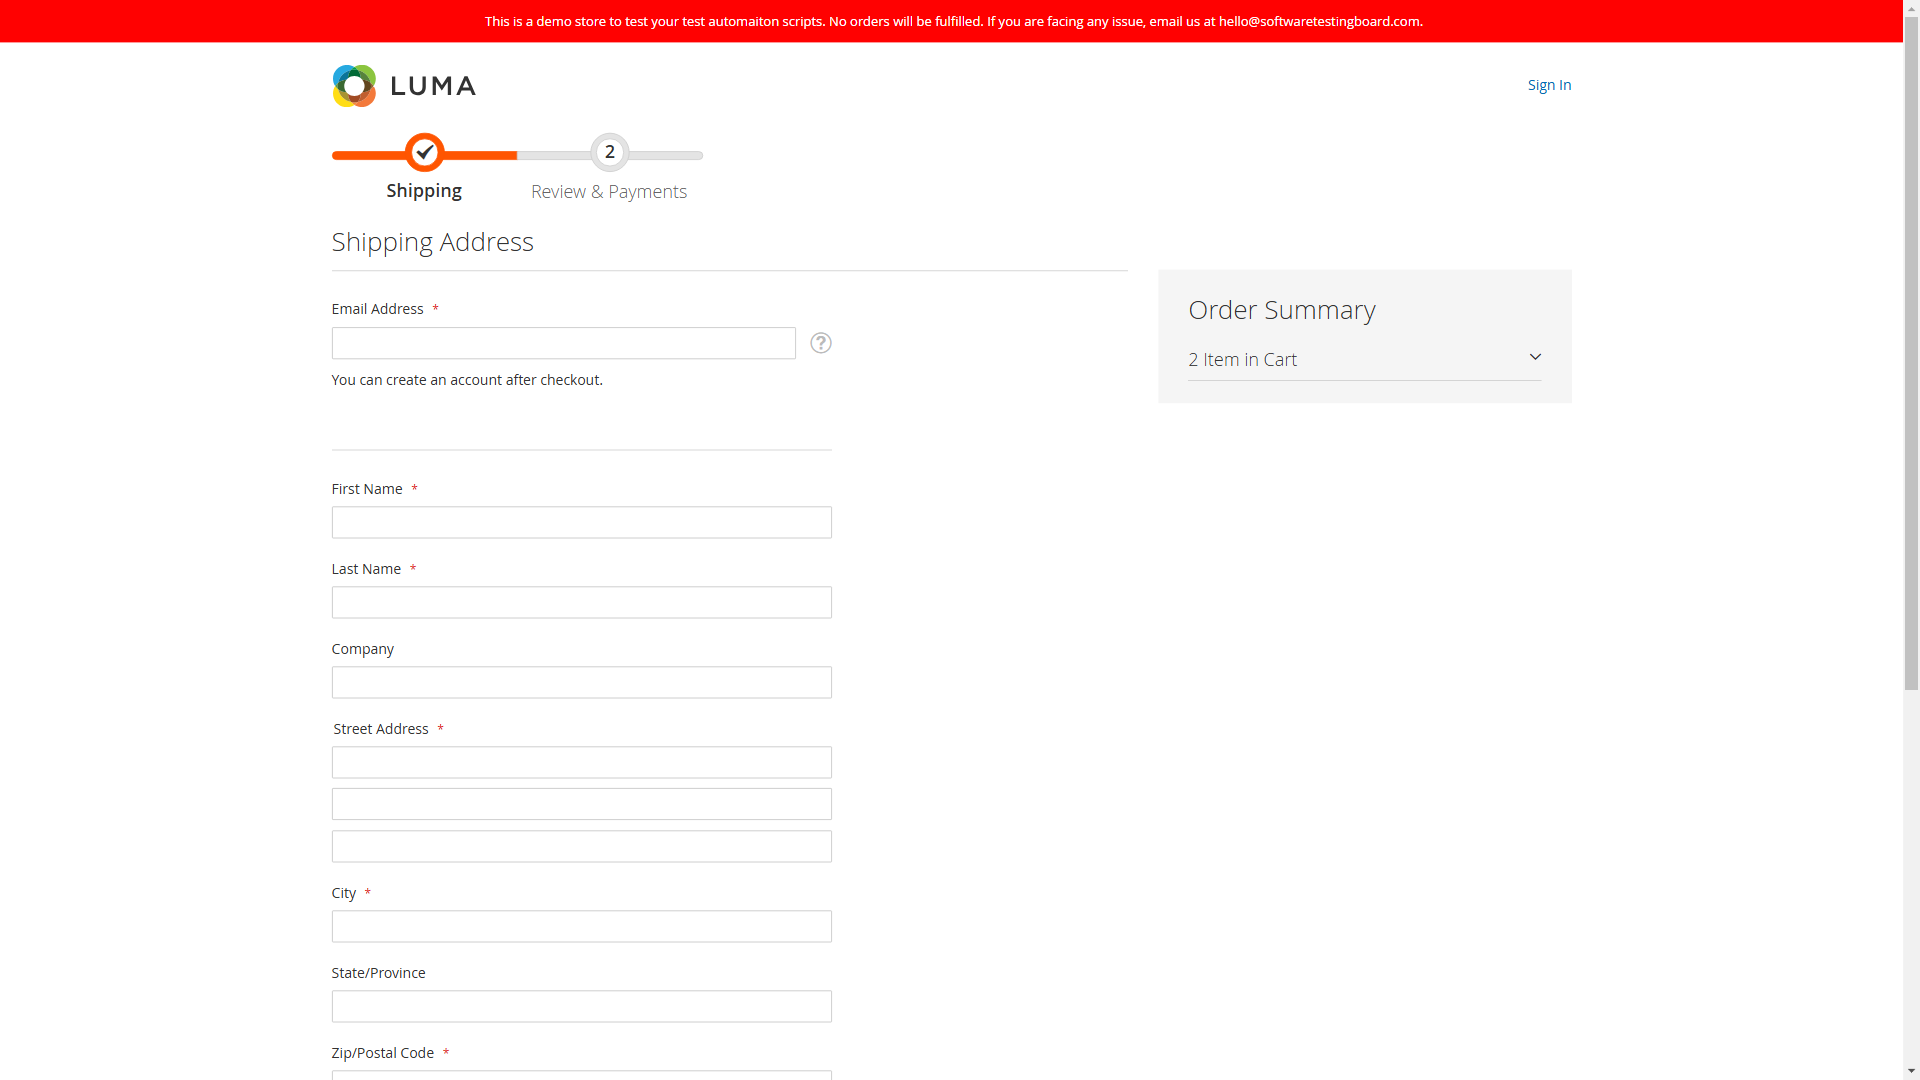 This is a demo store to test your test automaiton scripts. No orders will be fulfilled. If you are facing any issue, email us at hello@softwaretestingboard.com.
LUMA
Sign In
2
Shipping
Review & Payments
Shipping Address
Email Address *
You can create an account after checkout.
Order Summary
2 Item in Cart
First Name *
Last Name *
Company
Street Address *
City *
State/Province
Zip/Postal Code *